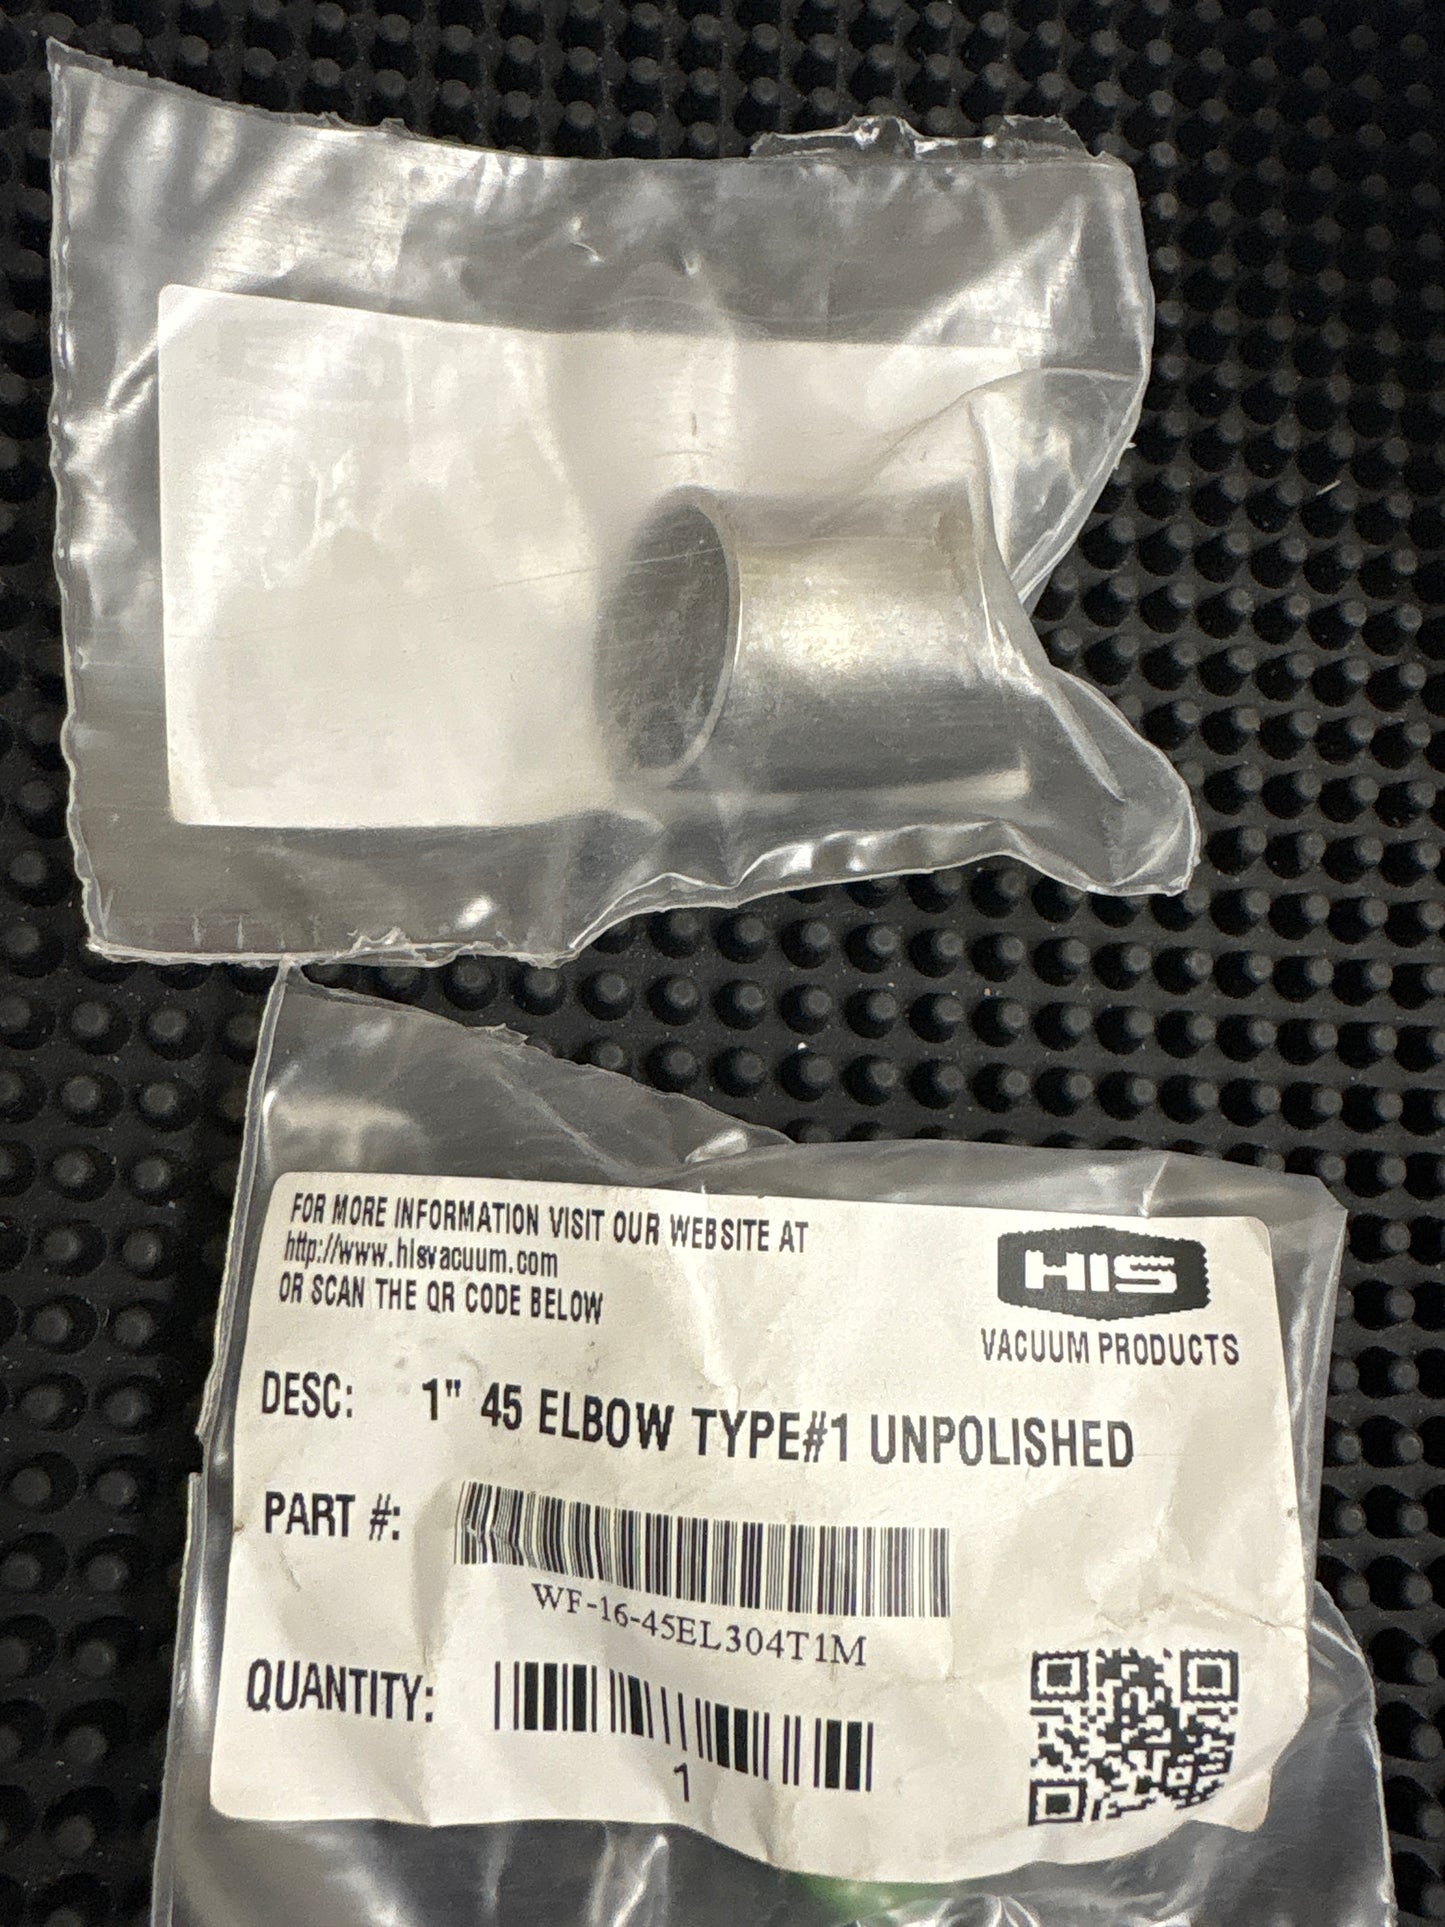 FOR MORE INFORMATION VISIT OUR WEBSITE AT
http://www.hisvacuum.com
OR SCAN THE QR CODE BELOW
HIS
VACUUM PRODUCTS
DESC: 1" 45 ELBOW TYPE#1 UNPOLISHED
PART #:
WF-16-45EL304T1M
QUANTITY:
1